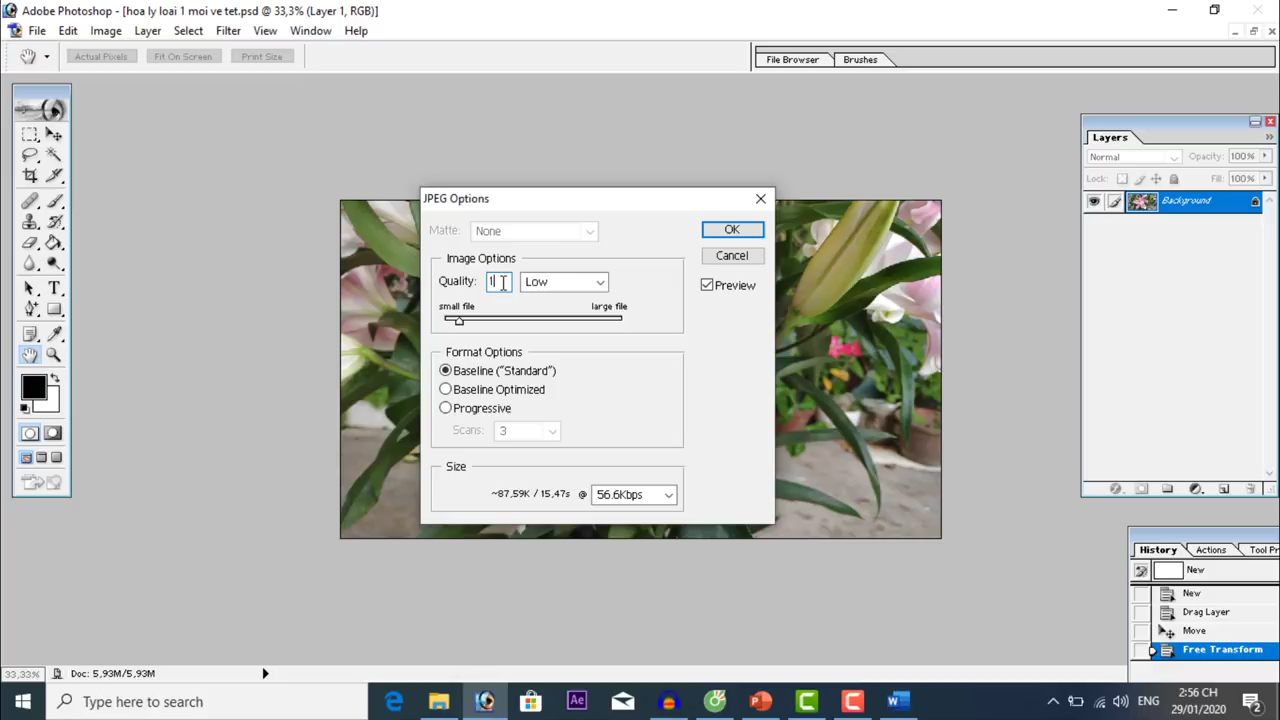 Adobe Photoshop - [hoa ly loai 1 moi ve tet.psd @ 33,3% (Layer 1, RGB)]
File Edit Image Layer Select Filter View Window Help
Actual Pixels Fit On Screen Print Size
File Browser Brushes
JPEG Options
Matte: None
OK
Image Options
Cancel
Quality: 1 Low
Preview
small file large file
Format Options
Baseline ("Standard")
Baseline Optimized
Progressive
Scans: 3
Size
~87,59K / 15,47s @ 56.6Kbps
Layers
Normal Opacity: 100%
Lock: Fill: 100%
Background
History Actions Tool Pr
New
New
Drag Layer
Move
Free Transform
33,33% Doc: 5,93M/5,93M
Type here to search
Ae
ENG
2:56 CH
29/01/2020
2